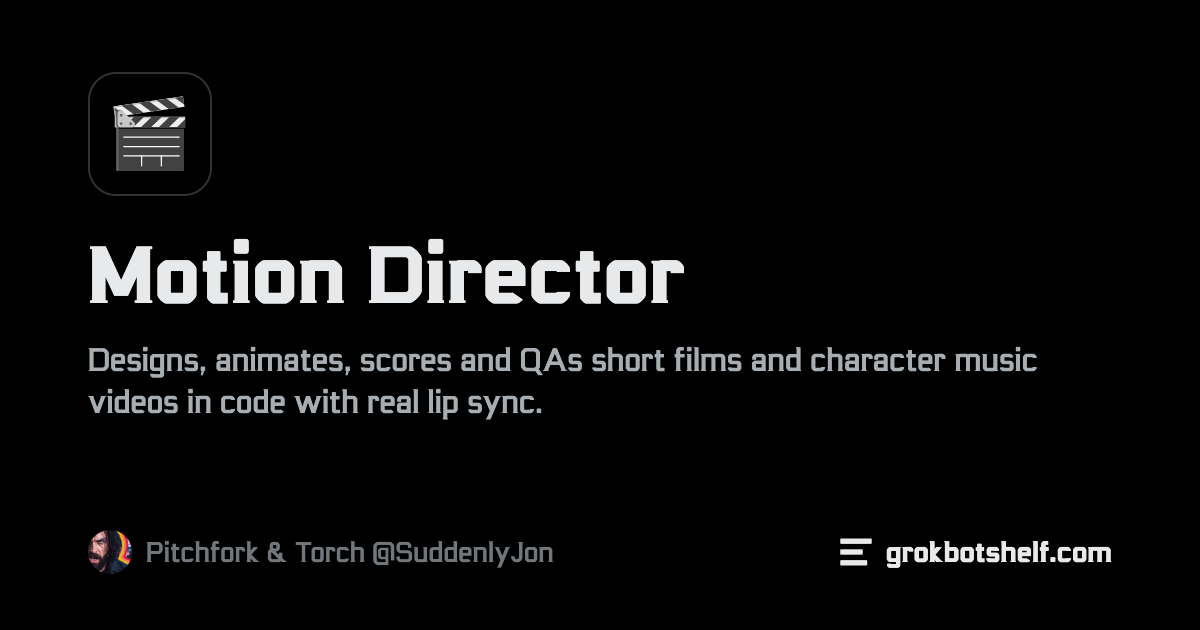 Motion Director
Designs, animates, scores and QAs short films and character music
videos in code with real lip sync.
Pitchfork & Torch @SuddenlyJon
grokbotshelf.com